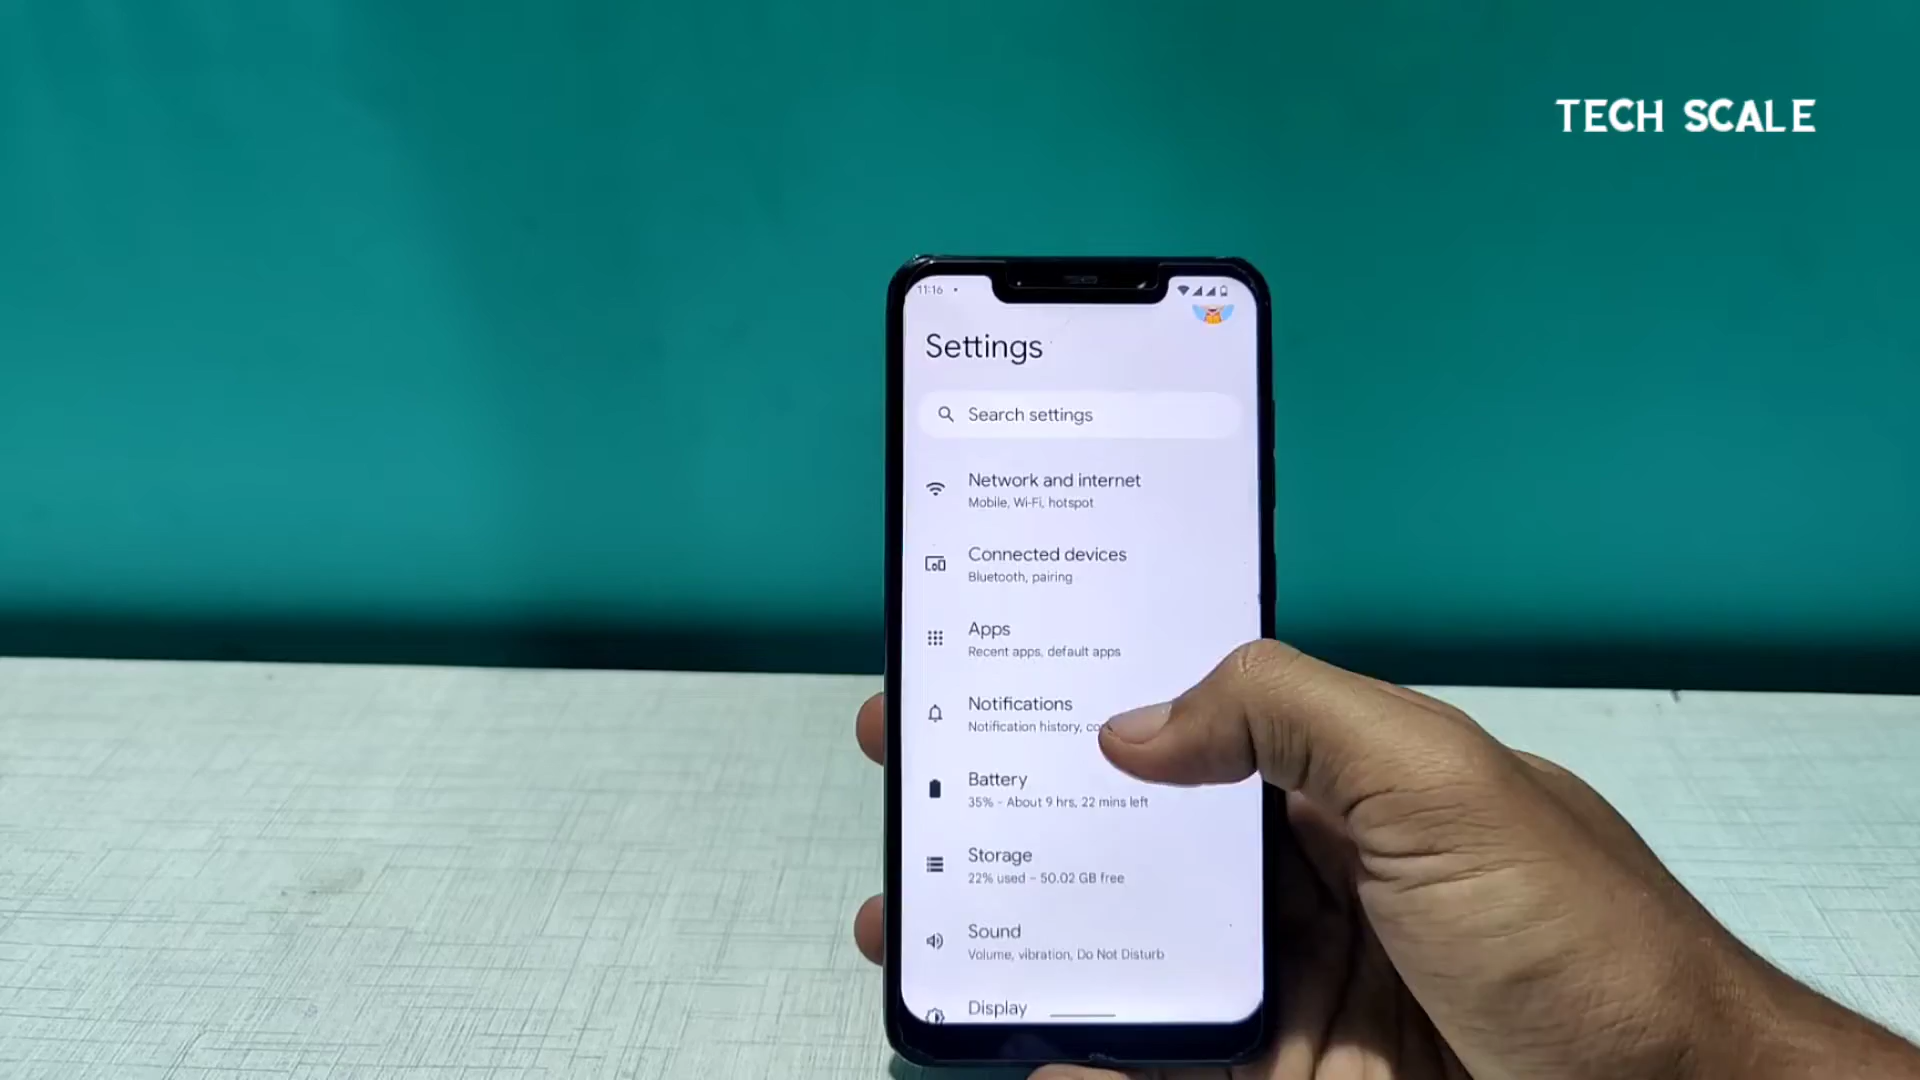 TECH SCALE
11:16
Settings
Search settings
Network and internet
Mobile, Wi-Fi, hotspot
Connected devices
Bluetooth, pairing
Apps
Recent apps, default apps
Notifications
Notification history,
Battery
35% - About 9 hrs, 22 mins left
Storage
22% used - 50.02 GB free
Sound
Volume, vibration, Do Not Disturb
Display